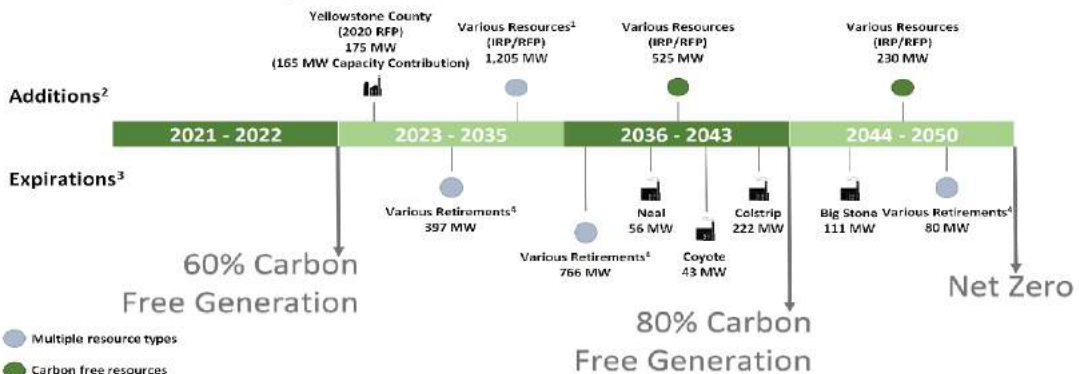 Yellowstone County
(2020 RFP)
175 MW
(165 MW Capacity Contribution)
Various Resources¹
(IRP/RFP)
1,205 MW
Various Resources
(IRP/RFP)
525 MW
Various Resources
(IRP/RFP)
230 MW
Additions²
2021 - 2022
2023 - 2035
2036 - 2043
2044 - 2050
Expirations³
Various Retirements⁴
397 MW
Various Retirements⁴
766 MW
Neal
56 MW
Coyote
43 MW
Colstrip
222 MW
Big Stone
111 MW
Various Retirements⁴
80 MW
60% Carbon
Free Generation
80% Carbon
Free Generation
Net Zero
Multiple resource types
Carbon free resources